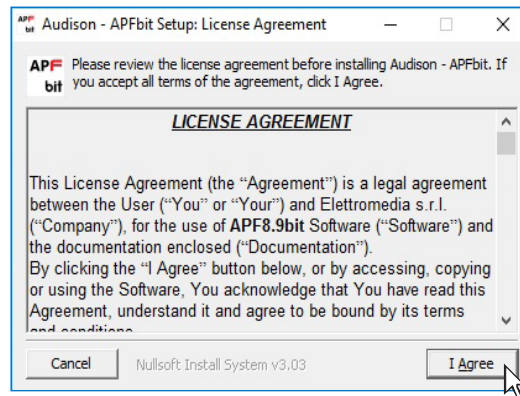 APF bit Audison - APFbit Setup: License Agreement
APF bit
Please review the license agreement before installing Audison - APFbit. If
you accept all terms of the agreement, click I Agree.
LICENSE AGREEMENT
This License Agreement (the “Agreement”) is a legal agreement
between the User (“You” or “Your”) and Elettromedia s.r.l.
(“Company”), for the use of APF8.9bit Software (“Software”) and
the documentation enclosed (“Documentation”).
By clicking the “I Agree” button below, or by accessing, copying
or using the Software, You acknowledge that You have read this
Agreement, understand it and agree to be bound by its terms
and conditions
Cancel
Nullsoft Install System v3.03
I Agree